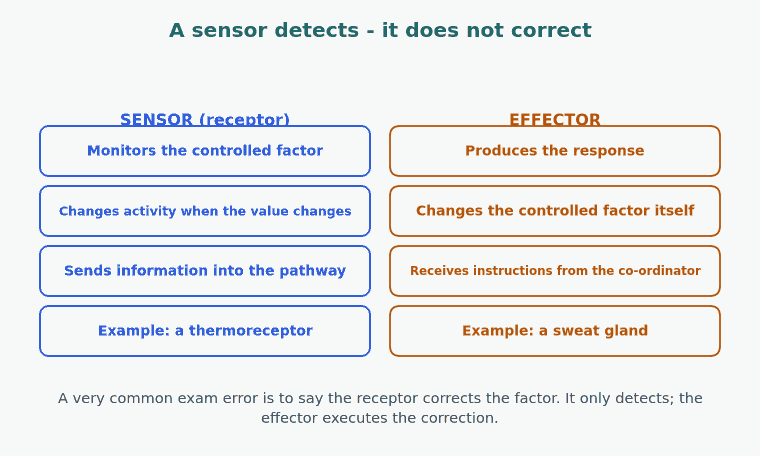 A sensor detects - it does not correct
SENSOR (receptor)
Monitors the controlled factor
Changes activity when the value changes
Sends information into the pathway
Example: a thermoreceptor
EFFECTOR
Produces the response
Changes the controlled factor itself
Receives instructions from the co-ordinator
Example: a sweat gland
A very common exam error is to say the receptor corrects the factor. It only detects; the
effector executes the correction.